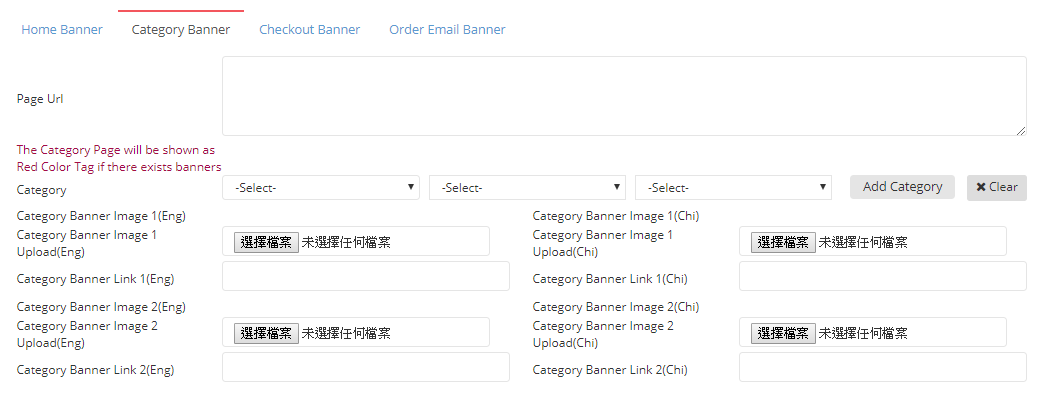 Home Banner Category Banner Checkout Banner Order Email Banner
Page Url
The Category Page will be shown as
Red Color Tag if there exists banners
Category -Select- -Select- -Select- Add Category ✖ Clear
Category Banner Image 1(Eng) Category Banner Image 1(Chi)
Category Banner Image 1
Upload(Eng) 選擇檔案 未選擇任何檔案 Category Banner Image 1
Upload(Chi) 選擇檔案 未選擇任何檔案
Category Banner Link 1(Eng) Category Banner Link 1(Chi)
Category Banner Image 2(Eng) Category Banner Image 2(Chi)
Category Banner Image 2
Upload(Eng) 選擇檔案 未選擇任何檔案 Category Banner Image 2
Upload(Chi) 選擇檔案 未選擇任何檔案
Category Banner Link 2(Eng) Category Banner Link 2(Chi)